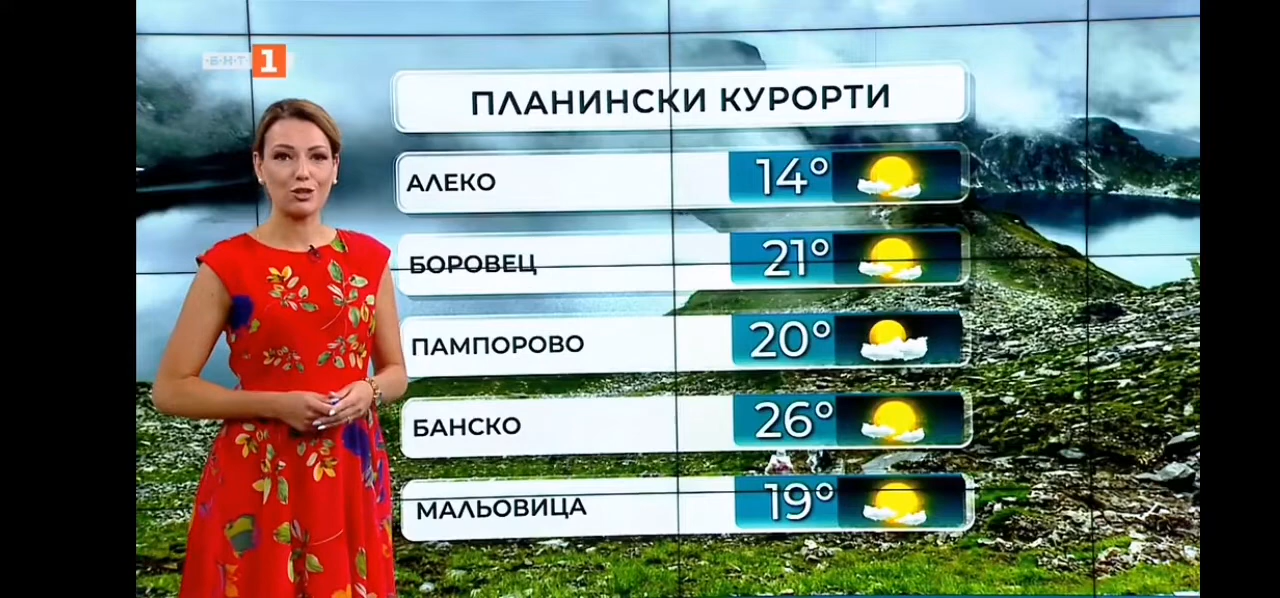 БНТ 1
ПЛАНИНСКИ КУРОРТИ
АЛЕКО 14°
БОРОВЕЦ 21°
ПАМПОРОВО 20°
БАНСКО 26°
МАЛЬОВИЦА 19°